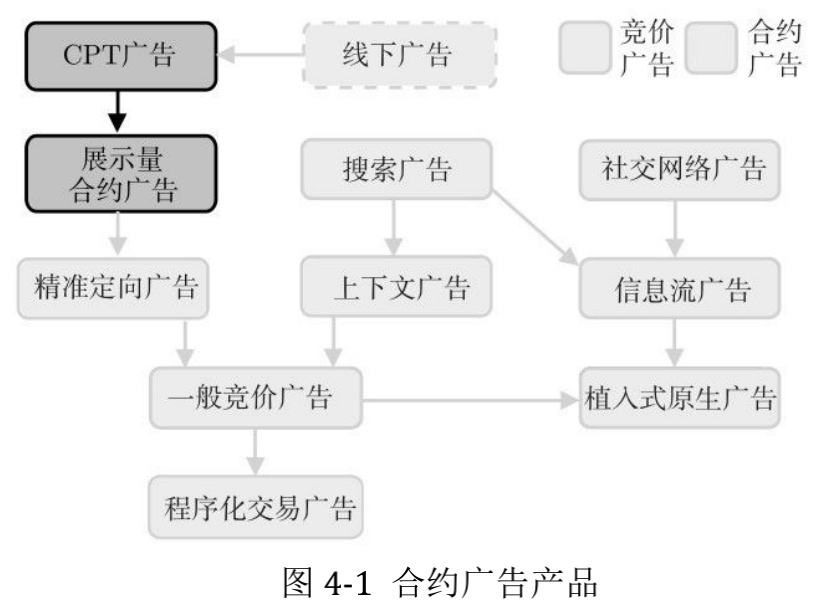 CPT广告
线下广告
竞价
广告
合约
广告
展示量
合约广告
搜索广告
社交网络广告
精准定向广告
上下文广告
信息流广告
一般竞价广告
植入式原生广告
程序化交易广告
图 4-1 合约广告产品